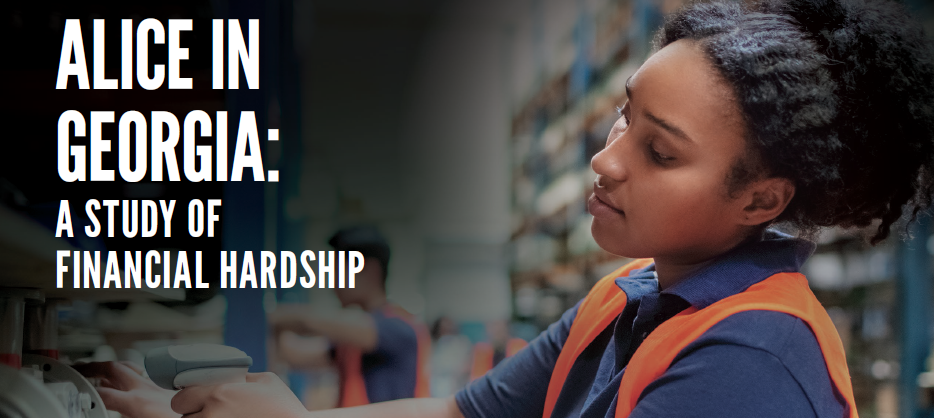 ALICE IN
GEORGIA:
A STUDY OF
FINANCIAL HARDSHIP